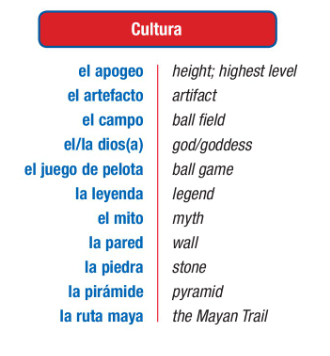 Cultura
el apogeo height; highest level
el artefacto artifact
el campo ball field
el/la dios(a) god/goddess
el juego de pelota ball game
la leyenda legend
el mito myth
la pared wall
la piedra stone
la pirámide pyramid
la ruta maya the Mayan Trail